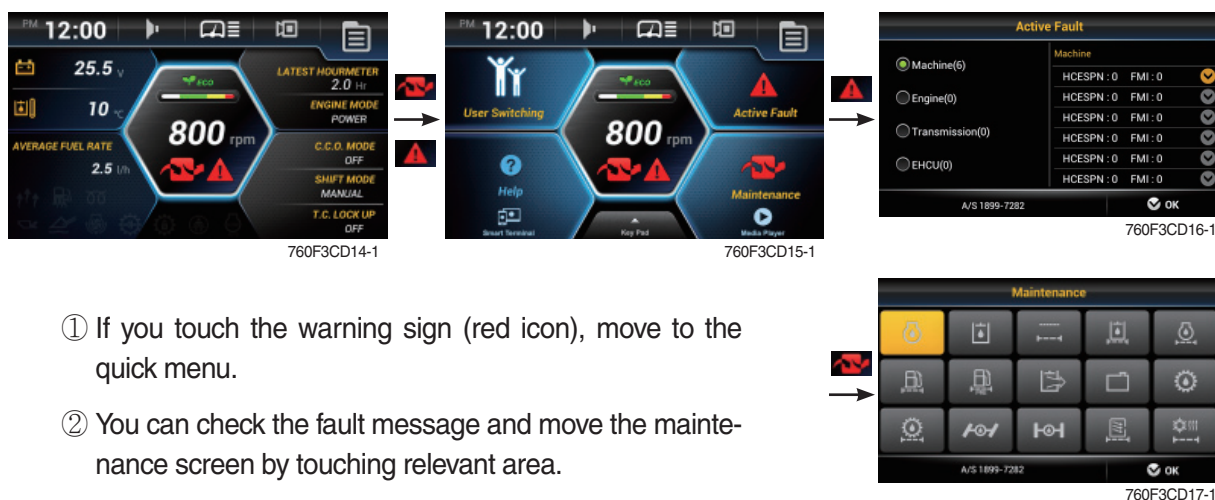 PM 12:00
25.5 V
10 ℃
AVERAGE FUEL RATE
2.5 l/h
ECO
800 rpm
LATEST HOURMETER
2.0 Hr
ENGINE MODE
POWER
C.C.O. MODE
OFF
SHIFT MODE
MANUAL
T.C. LOCK UP
OFF
760F3CD14-1
PM 12:00
User Switching
Help
Smart Terminal
ECO
800 rpm
Key Pad
Active Fault
Maintenance
Media Player
760F3CD15-1
Active Fault
Machine(6)
Engine(0)
Transmission(0)
EHCU(0)
Machine
HCESPN : 0 FMI : 0
HCESPN : 0 FMI : 0
HCESPN : 0 FMI : 0
HCESPN : 0 FMI : 0
HCESPN : 0 FMI : 0
HCESPN : 0 FMI : 0
A/S 1899-7282 OK
760F3CD16-1
① If you touch the warning sign (red icon), move to the
quick menu.
② You can check the fault message and move the mainte-
nance screen by touching relevant area.
Maintenance
A/S 1899-7282 OK
760F3CD17-1